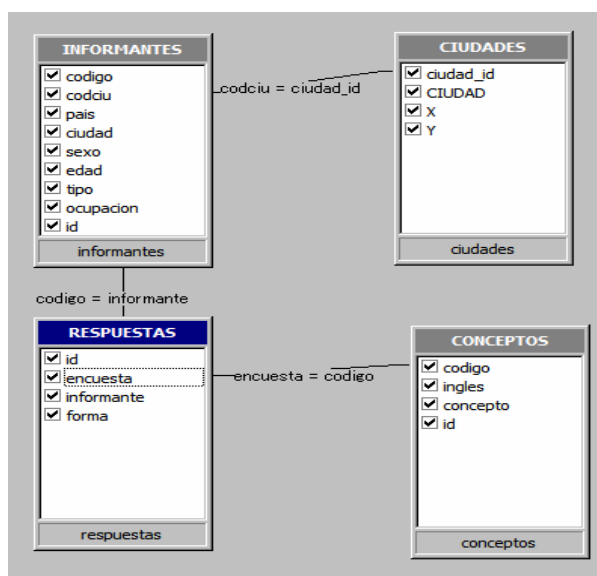 INFORMANTES
codigo
codciu
pais
ciudad
sexo
edad
tipo
ocupacion
id
informantes
codciu = ciudad_id
CIUDADES
ciudad_id
CIUDAD
X
Y
ciudades
codigo = informante
RESPUESTAS
id
encuesta
informante
forma
respuestas
encuesta = codigo
CONCEPTOS
codigo
ingles
concepto
id
conceptos